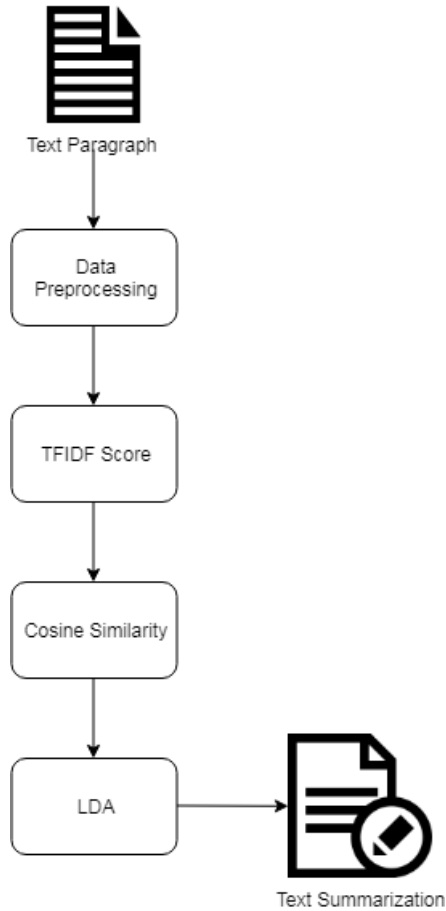 Text Paragraph
Data
Preprocessing
TFIDF Score
Cosine Similarity
LDA
Text Summarization